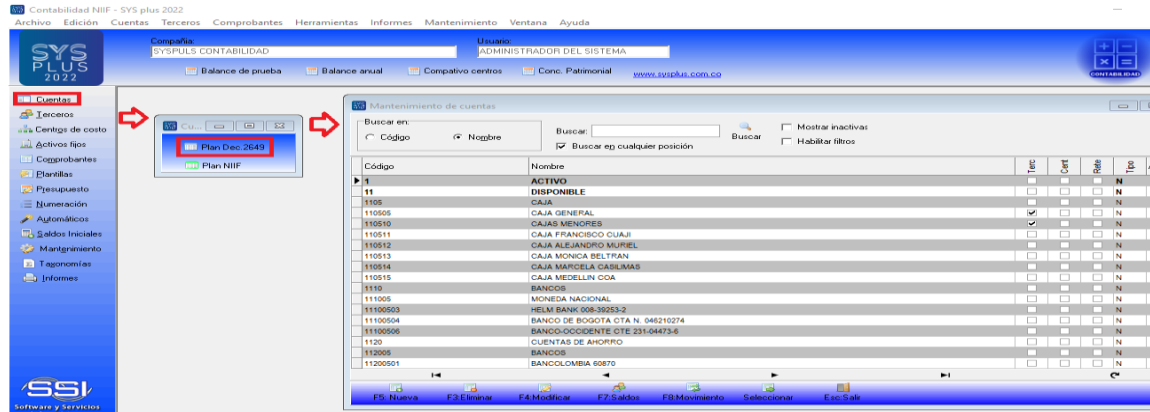 Contabilidad NIIF - SYS plus 2022
Archivo Edición Cuentas Terceros Comprobantes Herramientas Informes Mantenimiento Ventana Ayuda
SYS
PLUS
2022
Compañia:
SYSPULS CONTABILIDAD
Usuario:
ADMINISTRADOR DEL SISTEMA
Balance de prueba Balance anual Compativo centros Conc. Patrimonial www.sysplus.com.co
CONTABILIDAD
Cuentas
Terceros
Centros de costo
Activos fijos
Comprobantes
Plantillas
Presupuesto
Numeración
Automáticos
Saldos Iniciales
Mantenimiento
Taxonomías
Informes
SSI
Software y Servicios
Cu...
Plan Dec.2649
Plan NIIF
Mantenimiento de cuentas
Buscar en:
Código Nombre
Buscar:
Buscar en cualquier posición
Buscar
Mostrar inactivas
Habilitar filtros
Código Nombre Terc Cent Rete Tipo
1 ACTIVO N
11 DISPONIBLE N
1105 CAJA N
110505 CAJA GENERAL N
110510 CAJAS MENORES N
110511 CAJA FRANCISCO CUAJI N
110512 CAJA ALEJANDRO MURIEL N
110513 CAJA MONICA BELTRAN N
110514 CAJA MARCELA CASILIMAS N
110515 CAJA MEDELLIN COA N
1110 BANCOS N
111005 MONEDA NACIONAL N
11100503 HELM BANK 008-39253-2 N
11100504 BANCO DE BOGOTA CTA N. 046210274 N
11100506 BANCO-OCCIDENTE CTE 231-04473-6 N
1120 CUENTAS DE AHORRO N
112005 BANCOS N
11200501 BANCOLOMBIA 60870 N
F5: Nueva F3:Eliminar F4:Modificar F7:Saldos F8:Movimiento Seleccionar Esc:Salir